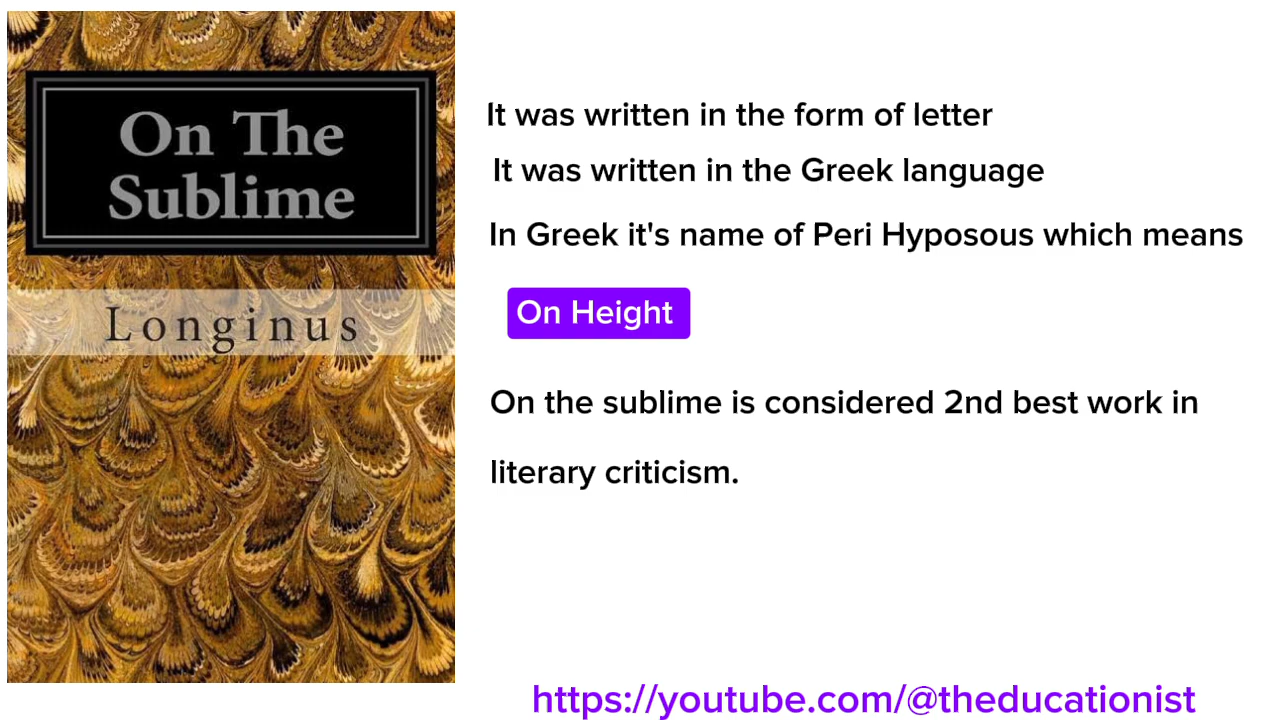 On The
Sublime
Longinus
It was written in the form of letter
It was written in the Greek language
In Greek it's name of Peri Hyposous which means
On Height
On the sublime is considered 2nd best work in
literary criticism.
https://youtube.com/@theducationist